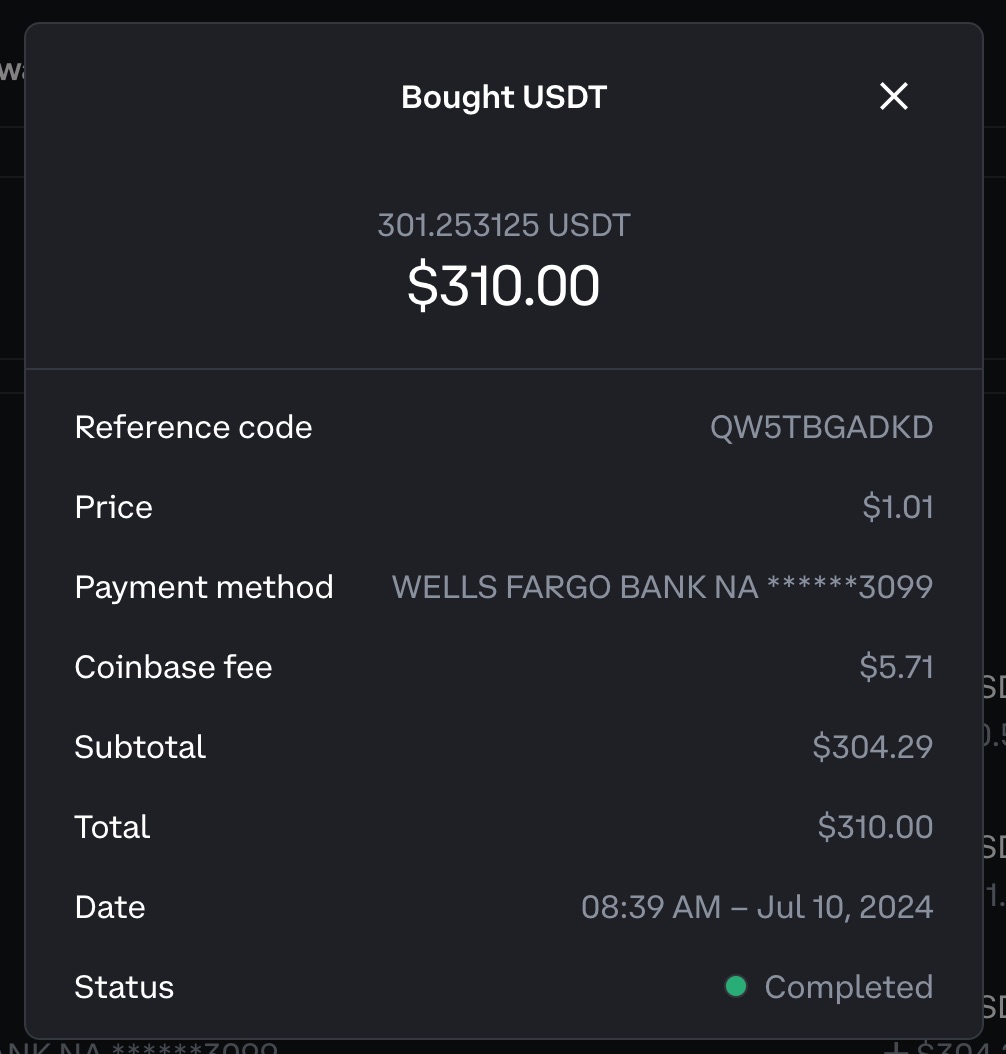 Bought USDT
301.253125 USDT
$310.00
Reference code QW5TBGADKD
Price $1.01
Payment method WELLS FARGO BANK NA ******3099
Coinbase fee $5.71
Subtotal $304.29
Total $310.00
Date 08:39 AM – Jul 10, 2024
Status Completed